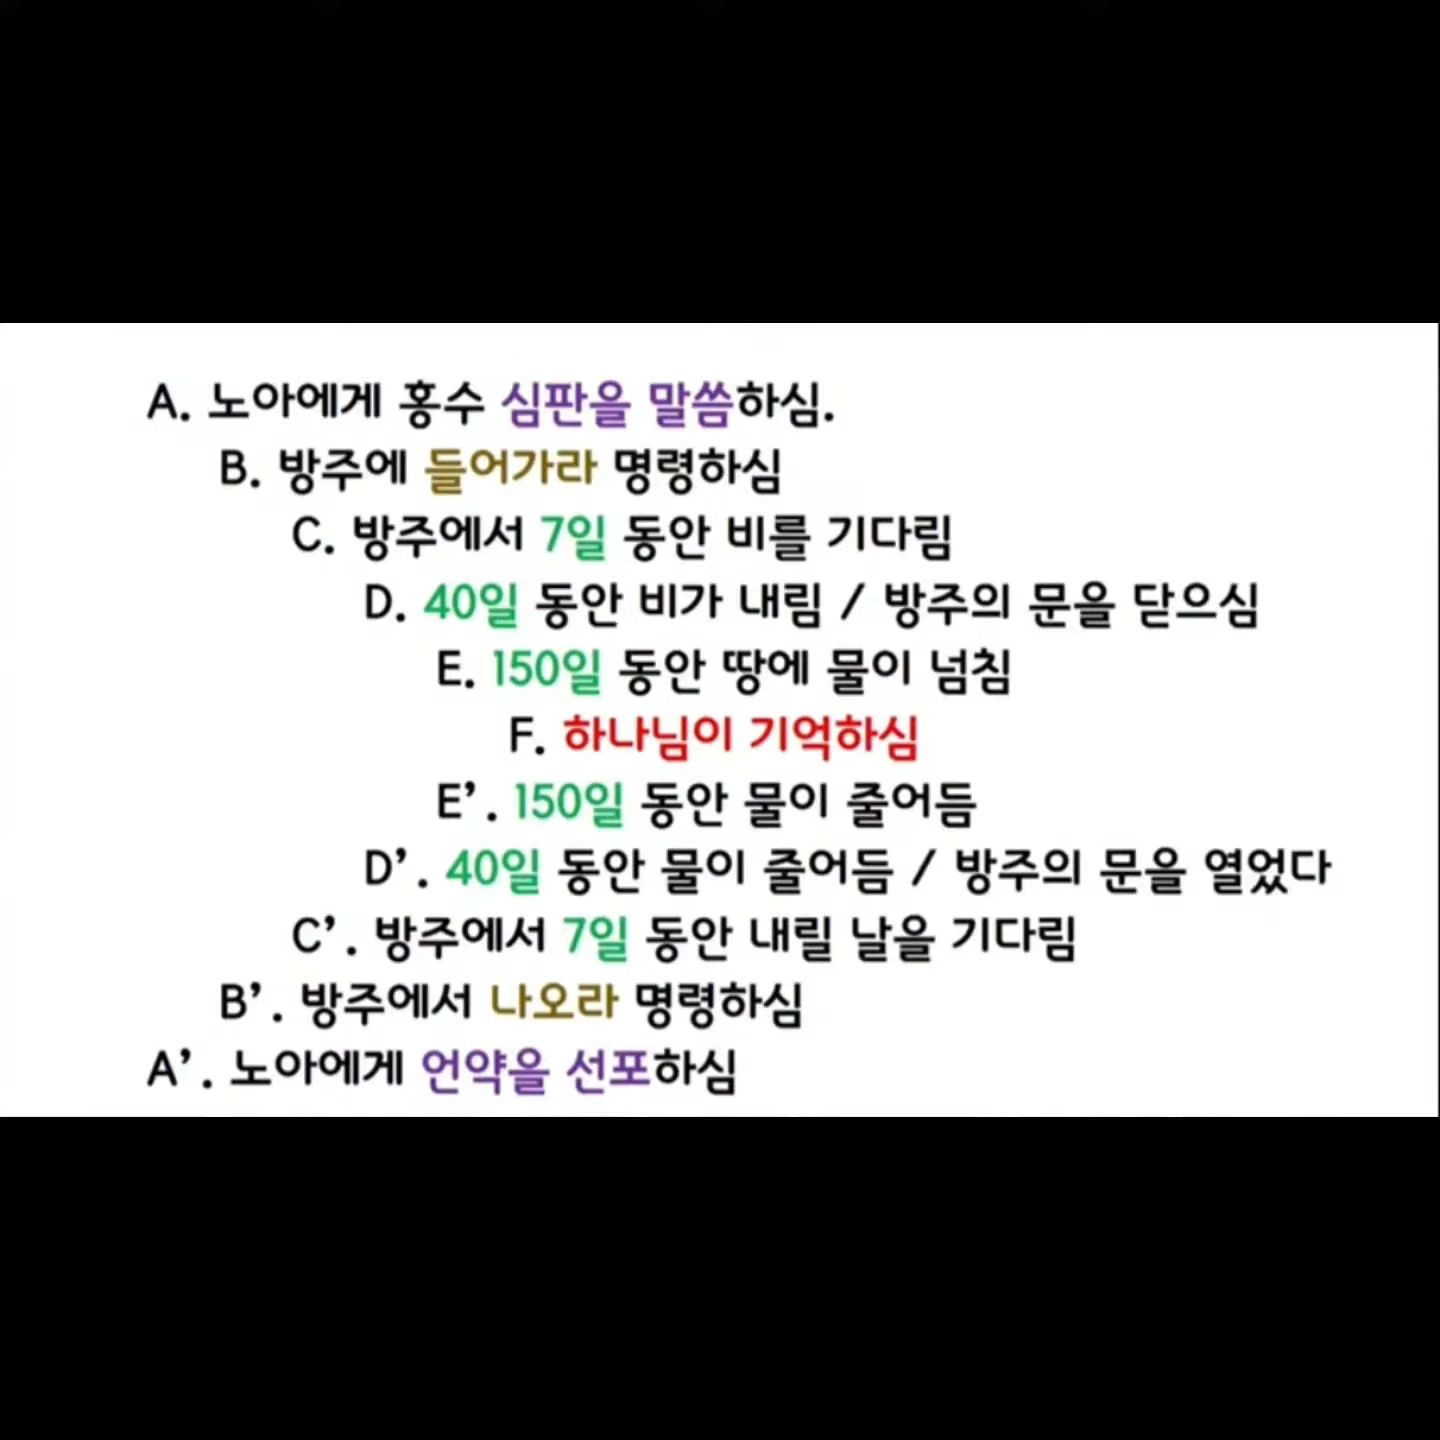 A. 노아에게 홍수 심판을 말씀하심.
B. 방주에 들어가라 명령하심
C. 방주에서 7일 동안 비를 기다림
D. 40일 동안 비가 내림 / 방주의 문을 닫으심
E. 150일 동안 땅에 물이 넘침
F. 하나님이 기억하심
E’. 150일 동안 물이 줄어듬
D’. 40일 동안 물이 줄어듬 / 방주의 문을 열었다
C’. 방주에서 7일 동안 내릴 날을 기다림
B’. 방주에서 나오라 명령하심
A’. 노아에게 언약을 선포하심